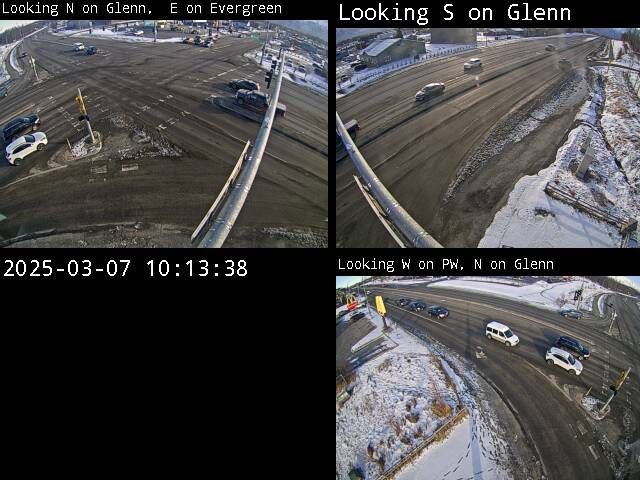 Looking N on Glenn,  E on Evergreen
Looking S on Glenn
2025-03-07 10:13:38
Looking W on PW, N on Glenn